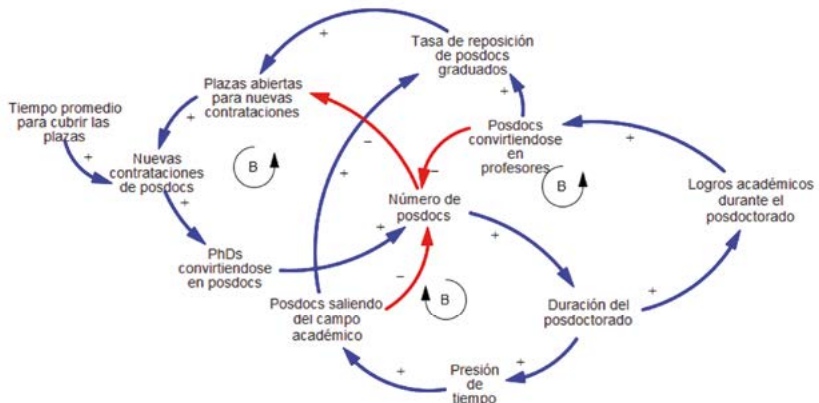 Tasa de reposición
de posdocs
graduados
+
Plazas abiertas
para nuevas
contrataciones
Tiempo promedio
para cubrir las
plazas
+
+
Nuevas
contrataciones
de posdocs
B
−
+
+
Posdocs
convirtiendose
en
profesores
+
−
B
Logros académicos
durante el
posdoctorado
+
Número de
posdocs
+
+
PhDs
convirtiendose
en posdocs
−
B
Posdocs saliendo
del campo
académico
+
Duración del
posdoctorado
+
+
Presión
de
tiempo